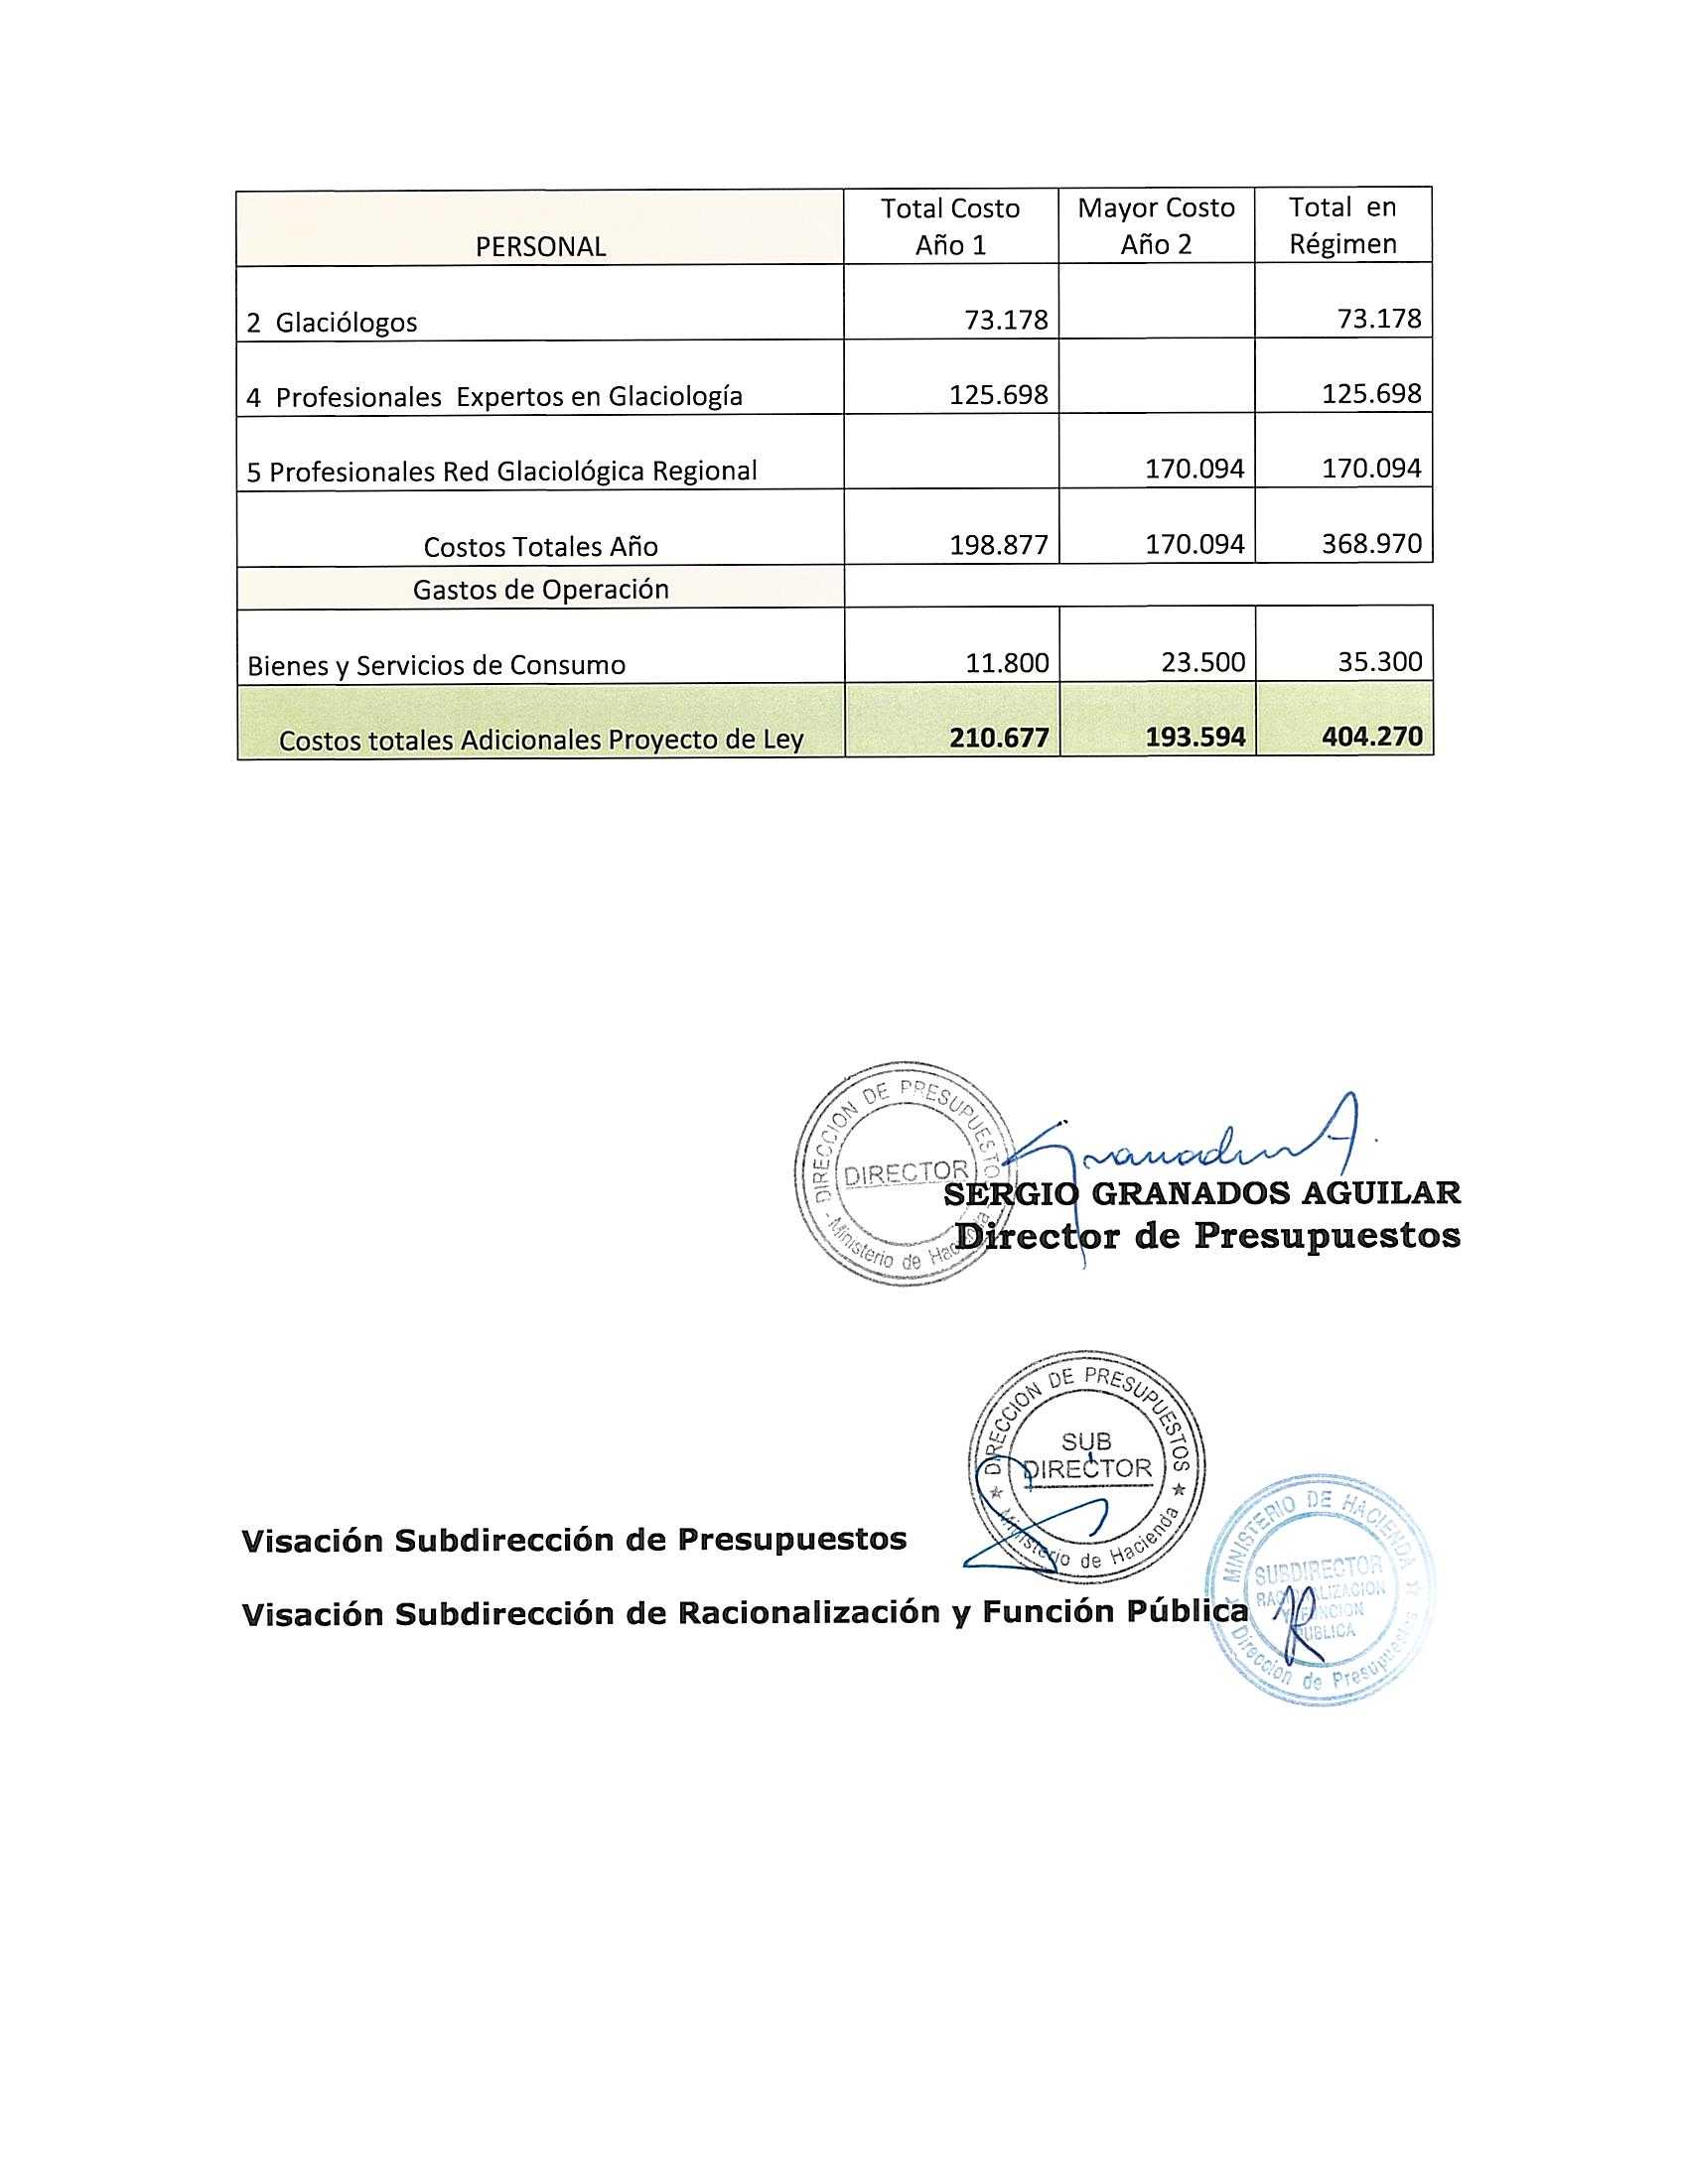 PERSONAL Total Costo Año 1 Mayor Costo Año 2 Total en Régimen
2 Glaciólogos 73.178 73.178
4 Profesionales Expertos en Glaciología 125.698 125.698
5 Profesionales Red Glaciológica Regional 170.094 170.094
Costos Totales Año 198.877 170.094 368.970
Gastos de Operación
Bienes y Servicios de Consumo 11.800 23.500 35.300
Costos totales Adicionales Proyecto de Ley 210.677 193.594 404.270
DIRECCION DE PRESUPUESTOS
DIRECTOR
Ministerio de Hacienda
Granados A.
SERGIO GRANADOS AGUILAR
Director de Presupuestos
DIRECCION DE PRESUPUESTOS
SUB
DIRECTOR
Ministerio de Hacienda
Visación Subdirección de Presupuestos
MINISTERIO DE HACIENDA
SUBDIRECTOR
RACIONALIZACION
Y FUNCION
PUBLICA
Dirección de Presupuestos
Visación Subdirección de Racionalización y Función Pública